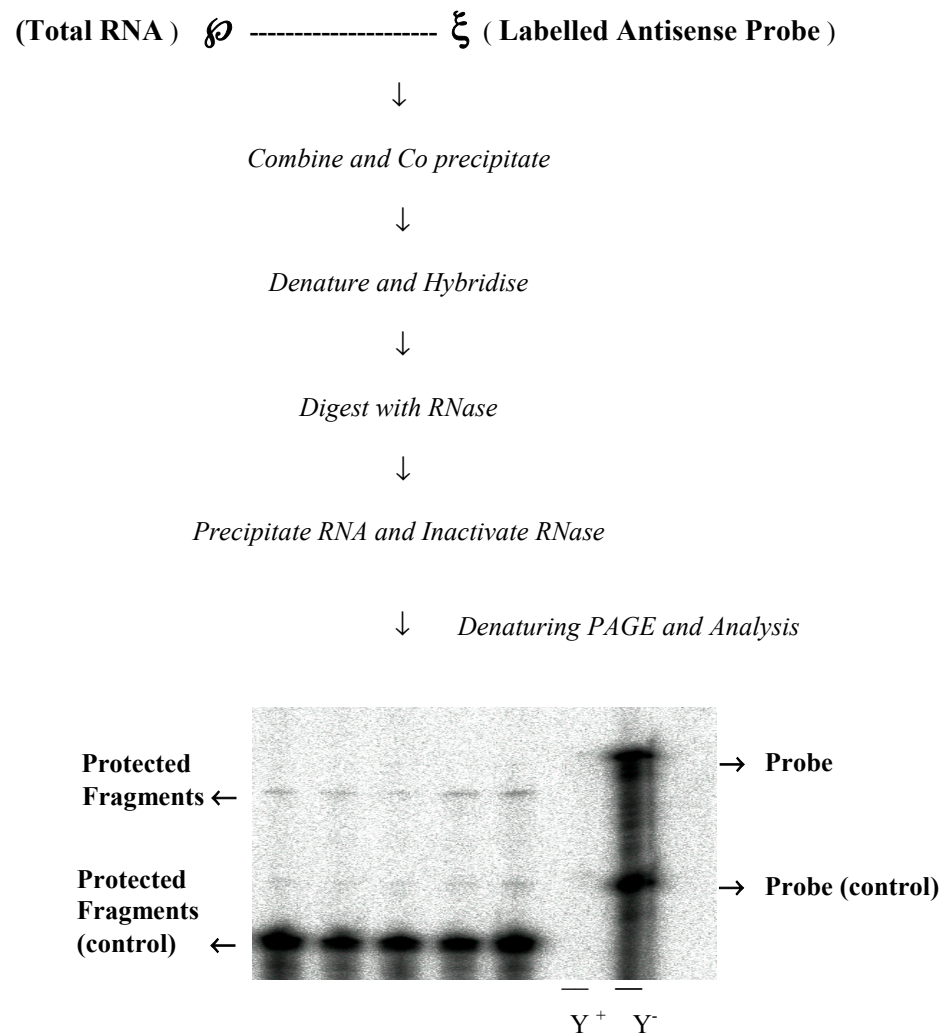 (Total RNA ) ℘ --------------------- ξ ( Labelled Antisense Probe )
↓
Combine and Co precipitate
↓
Denature and Hybridise
↓
Digest with RNase
↓
Precipitate RNA and Inactivate RNase
↓ Denaturing PAGE and Analysis
Protected
Fragments ←
→ Probe
Protected
Fragments
(control) ←
→ Probe (control)
Y + Y-